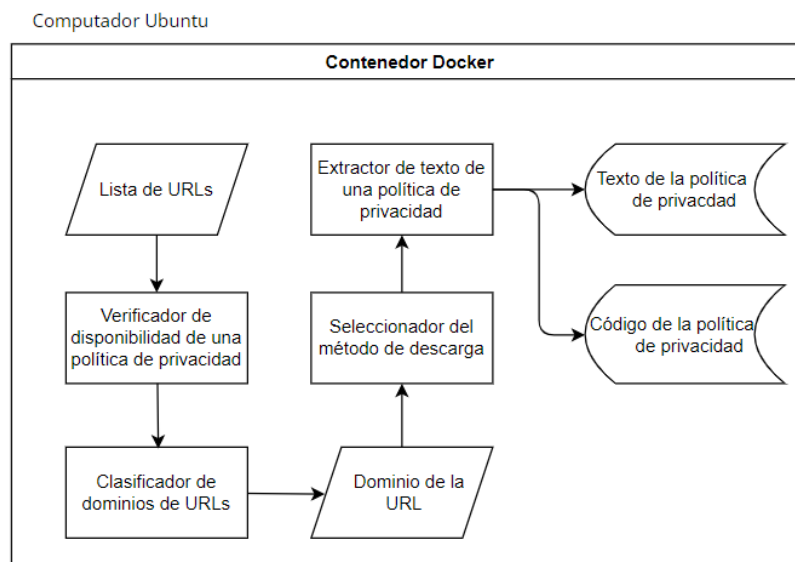 Computador Ubuntu
Contenedor Docker
Lista de URLs
Verificador de
disponibilidad de una
política de privacidad
Clasificador de
dominios de URLs
Dominio de la
URL
Seleccionador del
método de descarga
Extractor de texto de
una política de
privacidad
Texto de la política
de privacdad
Código de la política
de privacidad